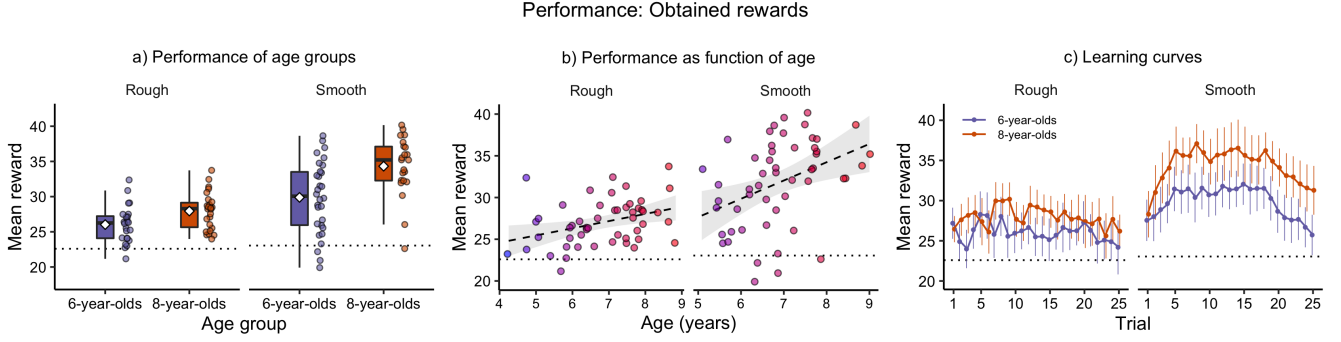 Performance: Obtained rewards
a) Performance of age groups
Rough
Smooth
Mean reward
40
35
30
25
20
6-year-olds
8-year-olds
6-year-olds
8-year-olds
Age group
b) Performance as function of age
Rough
Smooth
Mean reward
40
35
30
25
20
4 5 6 7 8 9
5 6 7 8 9
Age (years)
c) Learning curves
Rough
Smooth
6-year-olds
8-year-olds
Mean reward
40
35
30
25
20
1 5 10 15 20 25
1 5 10 15 20 25
Trial